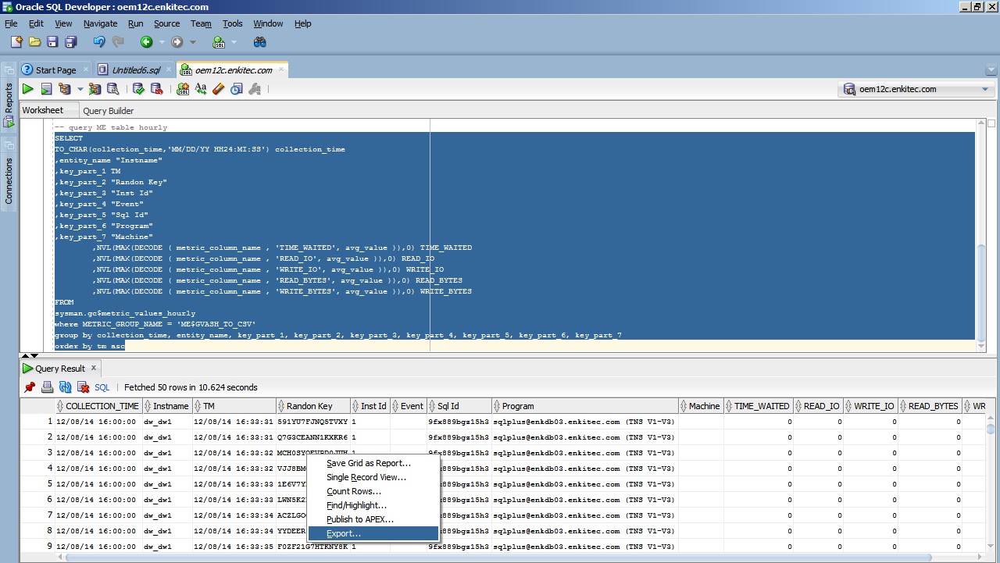 Oracle SQL Developer : oem12c.enkitec.com
File Edit View Navigate Run Source Team Tools Window Help
Start Page Untitled6.sql oem12c.enkitec.com
Reports
Connections
oem12c.enkitec.com
Worksheet Query Builder
-- query ME table hourly
SELECT
TO_CHAR(collection_time,'MM/DD/YY HH24:MI:SS') collection_time
,entity_name "Instname"
,key_part_1 TM
,key_part_2 "Randon Key"
,key_part_3 "Inst Id"
,key_part_4 "Event"
,key_part_5 "Sql Id"
,key_part_6 "Program"
,key_part_7 "Machine"
,NVL(MAX(DECODE ( metric_column_name , 'TIME_WAITED', avg_value )),0) TIME_WAITED
,NVL(MAX(DECODE ( metric_column_name , 'READ_IO', avg_value )),0) READ_IO
,NVL(MAX(DECODE ( metric_column_name , 'WRITE_IO', avg_value )),0) WRITE_IO
,NVL(MAX(DECODE ( metric_column_name , 'READ_BYTES', avg_value )),0) READ_BYTES
,NVL(MAX(DECODE ( metric_column_name , 'WRITE_BYTES', avg_value )),0) WRITE_BYTES
FROM
sysman.gc$metric_values_hourly
where METRIC_GROUP_NAME = 'ME$GVASH_TO_CSV'
group by collection_time, entity_name, key_part_1, key_part_2, key_part_3, key_part_4, key_part_5, key_part_6, key_part_7
order by tm asc
Query Result
SQL | Fetched 50 rows in 10.624 seconds
COLLECTION_TIME Instname TM Randon Key Inst Id Event Sql Id Program Machine TIME_WAITED READ_IO WRITE_IO READ_BYTES WR
1 12/08/14 16:00:00 dw_dw1 12/08/14 16:33:31 591YU7FJNQ5TVXY 1 9fx889bgz15h3 sqlplus@enkdb03.enkitec.com (TNS V1-V3) 0 0 0 0
2 12/08/14 16:00:00 dw_dw1 12/08/14 16:33:31 Q7G3CEANN1KXKR6 1 9fx889bgz15h3 sqlplus@enkdb03.enkitec.com (TNS V1-V3) 0 0 0 0
3 12/08/14 16:00:00 dw_dw1 12/08/14 16:33:32 1 9fx889bgz15h3 sqlplus@enkdb03.enkitec.com (TNS V1-V3) 0 0 0 0
4 12/08/14 16:00:00 dw_dw1 12/08/14 16:33:32 VJJ8BM 9fx889bgz15h3 sqlplus@enkdb03.enkitec.com (TNS V1-V3) 0 0 0 0
5 12/08/14 16:00:00 dw_dw1 12/08/14 16:33:33 1E6V7Y 9fx889bgz15h3 sqlplus@enkdb03.enkitec.com (TNS V1-V3) 0 0 0 0
6 12/08/14 16:00:00 dw_dw1 12/08/14 16:33:33 LWN5K2 9fx889bgz15h3 sqlplus@enkdb03.enkitec.com (TNS V1-V3) 0 0 0 0
7 12/08/14 16:00:00 dw_dw1 12/08/14 16:33:34 ACZLGO 9fx889bgz15h3 sqlplus@enkdb03.enkitec.com (TNS V1-V3) 0 0 0 0
8 12/08/14 16:00:00 dw_dw1 12/08/14 16:33:34 YYDEER 9fx889bgz15h3 sqlplus@enkdb03.enkitec.com (TNS V1-V3) 0 0 0 0
9 12/08/14 16:00:00 dw_dw1 12/08/14 16:33:35 F0ZF21G7HTKNY8K 1 9fx889bgz15h3 sqlplus@enkdb03.enkitec.com (TNS V1-V3) 0 0 0 0
Save Grid as Report...
Single Record View...
Count Rows...
Find/Highlight...
Publish to APEX...
Export...